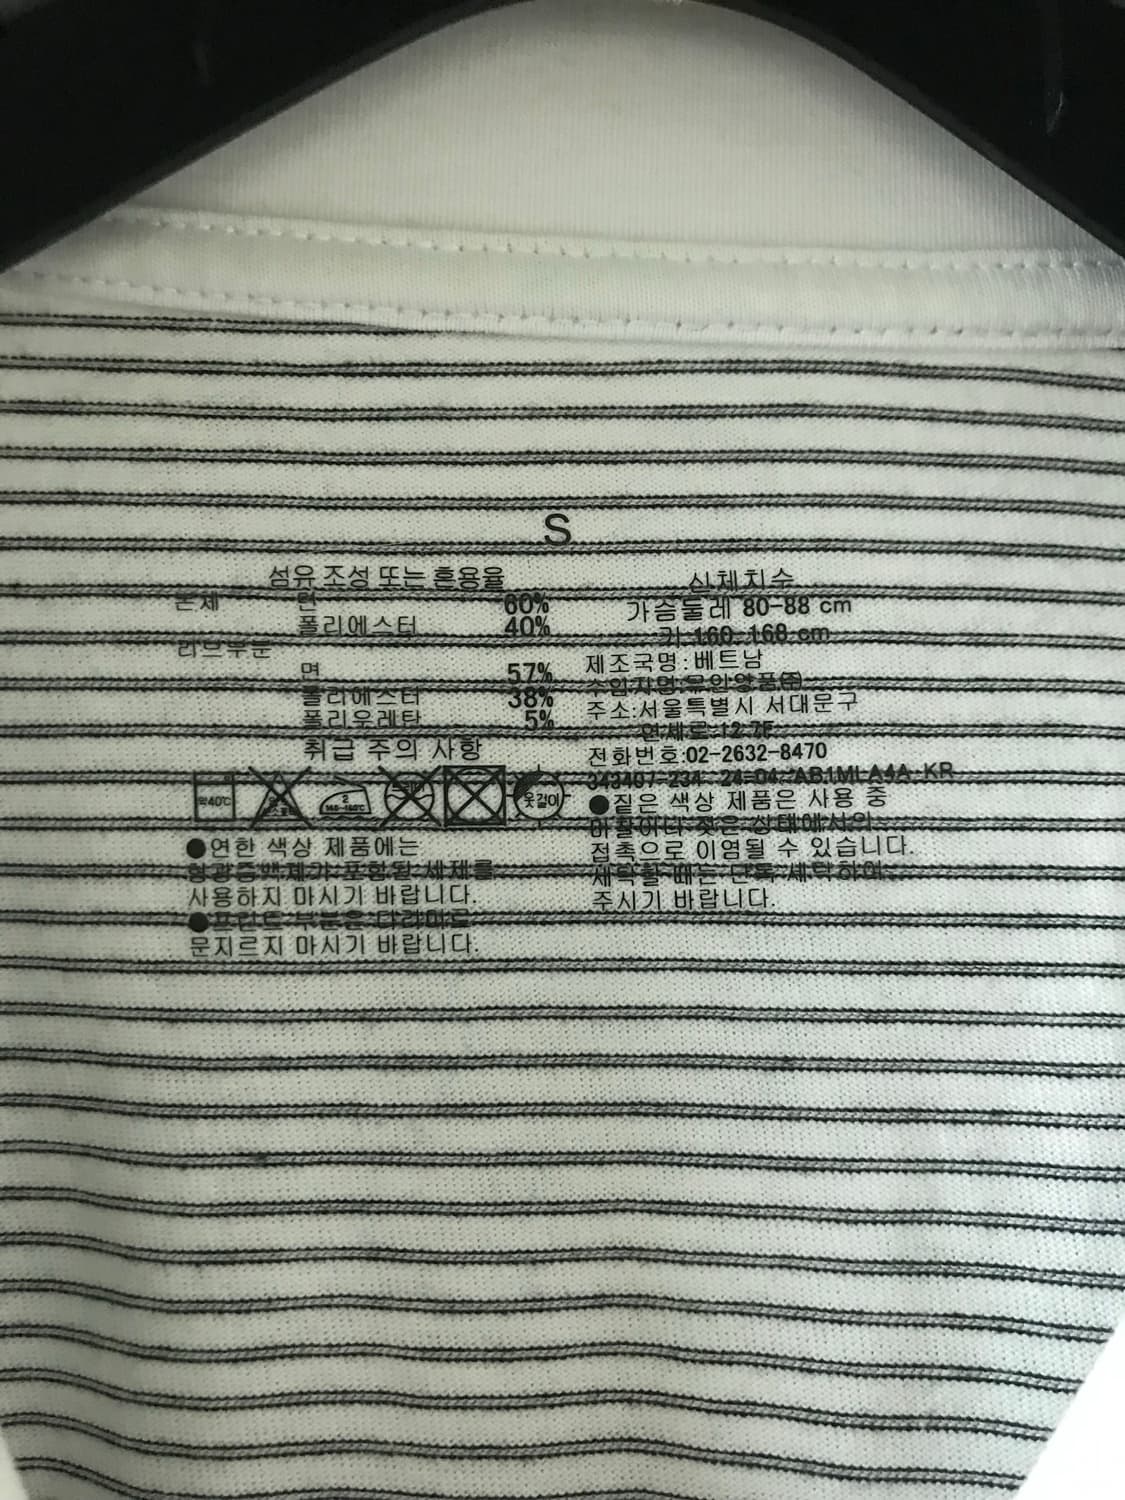 S
섬유 조성 또는 혼용율
본체 면 60%
폴리에스터 40%
리브부분
면 57%
폴리에스터 38%
폴리우레탄 5%
취급 주의 사항
약40℃
2
옷걸이
●연한 색상 제품에는
형광증백제가 포함된 세제를
사용하지 마시기 바랍니다.
●프린트 부분은 다리미로
문지르지 마시기 바랍니다.
신체치수
가슴둘레 80-88 cm
키 160-168 cm
제조국명:베트남
수입자명:무인양품㈜
주소:서울특별시 서대문구
연세로 12 7F
전화번호:02-2632-8470
343407-234 24=04 AB1MLA4A KR
●짙은 색상 제품은 사용 중
마찰이나 젖은 상태에서의
접촉으로 이염될 수 있습니다.
세탁할 때는 단독 세탁하여
주시기 바랍니다.